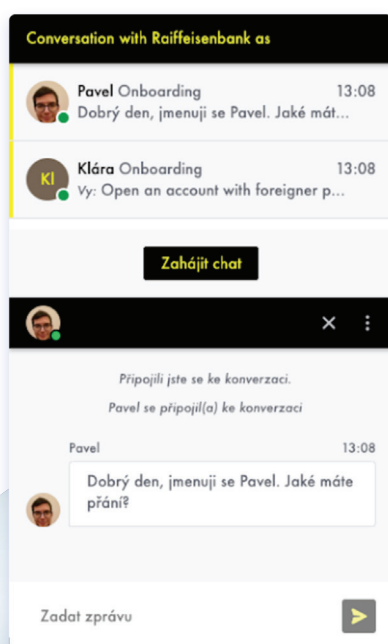 Conversation with Raiffeisenbank as
Pavel Onboarding 13:08
Dobrý den, jmenuji se Pavel. Jaké mát...
KI
Klára Onboarding 13:08
Vy: Open an account with foreigner p...
Zahájit chat
Připojili jste se ke konverzaci.
Pavel se připojil(a) ke konverzaci
Pavel 13:08
Dobrý den, jmenuji se Pavel. Jaké máte
přání?
Zadat zprávu